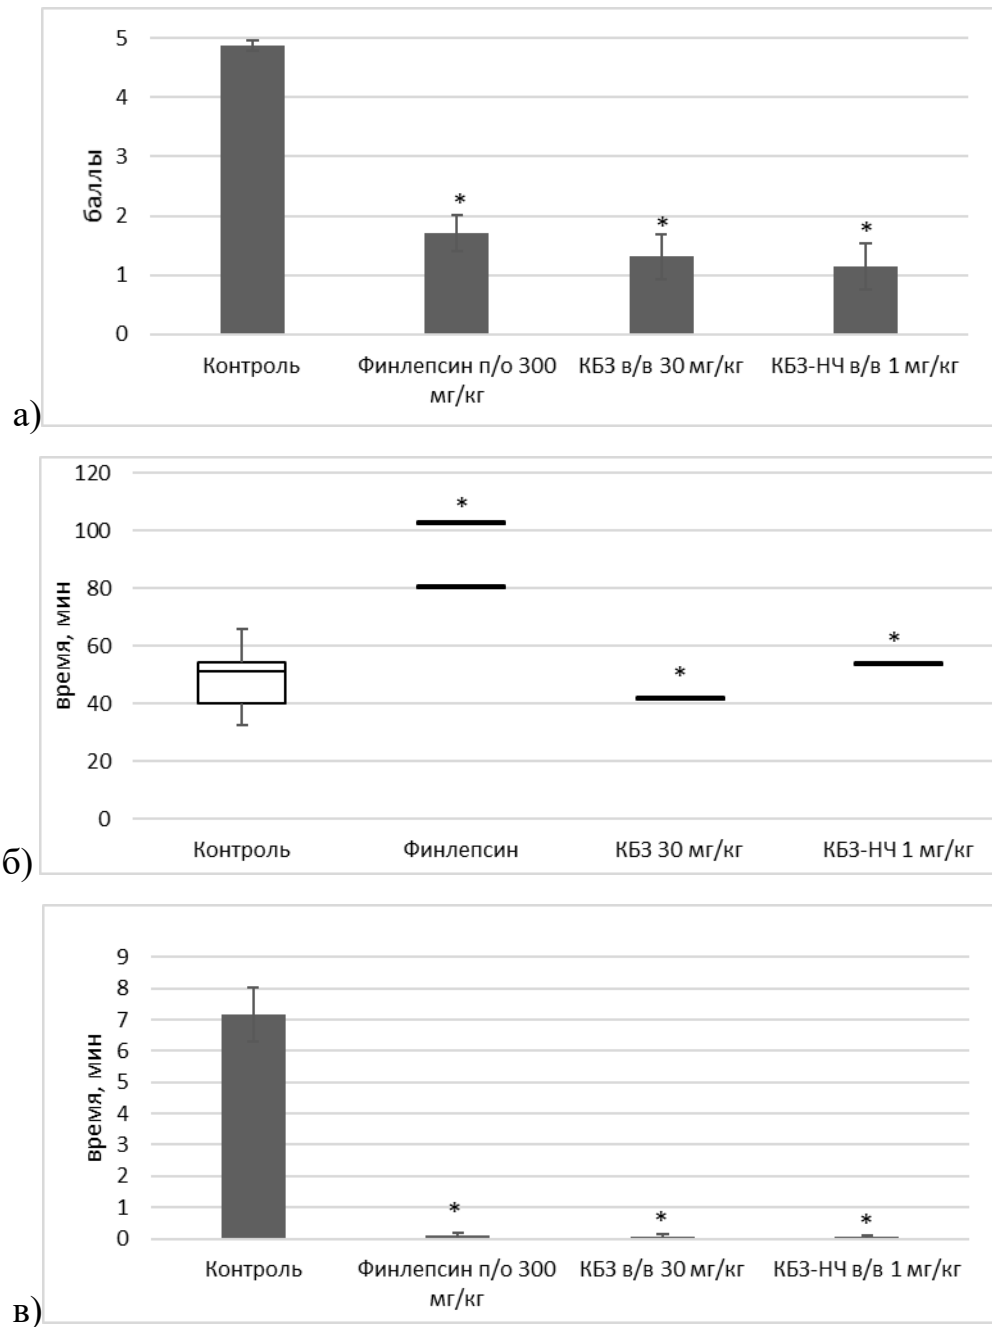 5
4
3
2
1
0
баллы
*
*
*
Контроль
Финлепсин п/о 300
мг/кг
КБЗ в/в 30 мг/кг
КБЗ-НЧ в/в 1 мг/кг
а)
120
100
80
60
40
20
0
время, мин
*
*
*
Контроль
Финлепсин
КБЗ 30 мг/кг
КБЗ-НЧ 1 мг/кг
б)
9
8
7
6
5
4
3
2
1
0
время, мин
*
*
*
Контроль
Финлепсин п/о 300
мг/кг
КБЗ в/в 30 мг/кг
КБЗ-НЧ в/в 1 мг/кг
в)